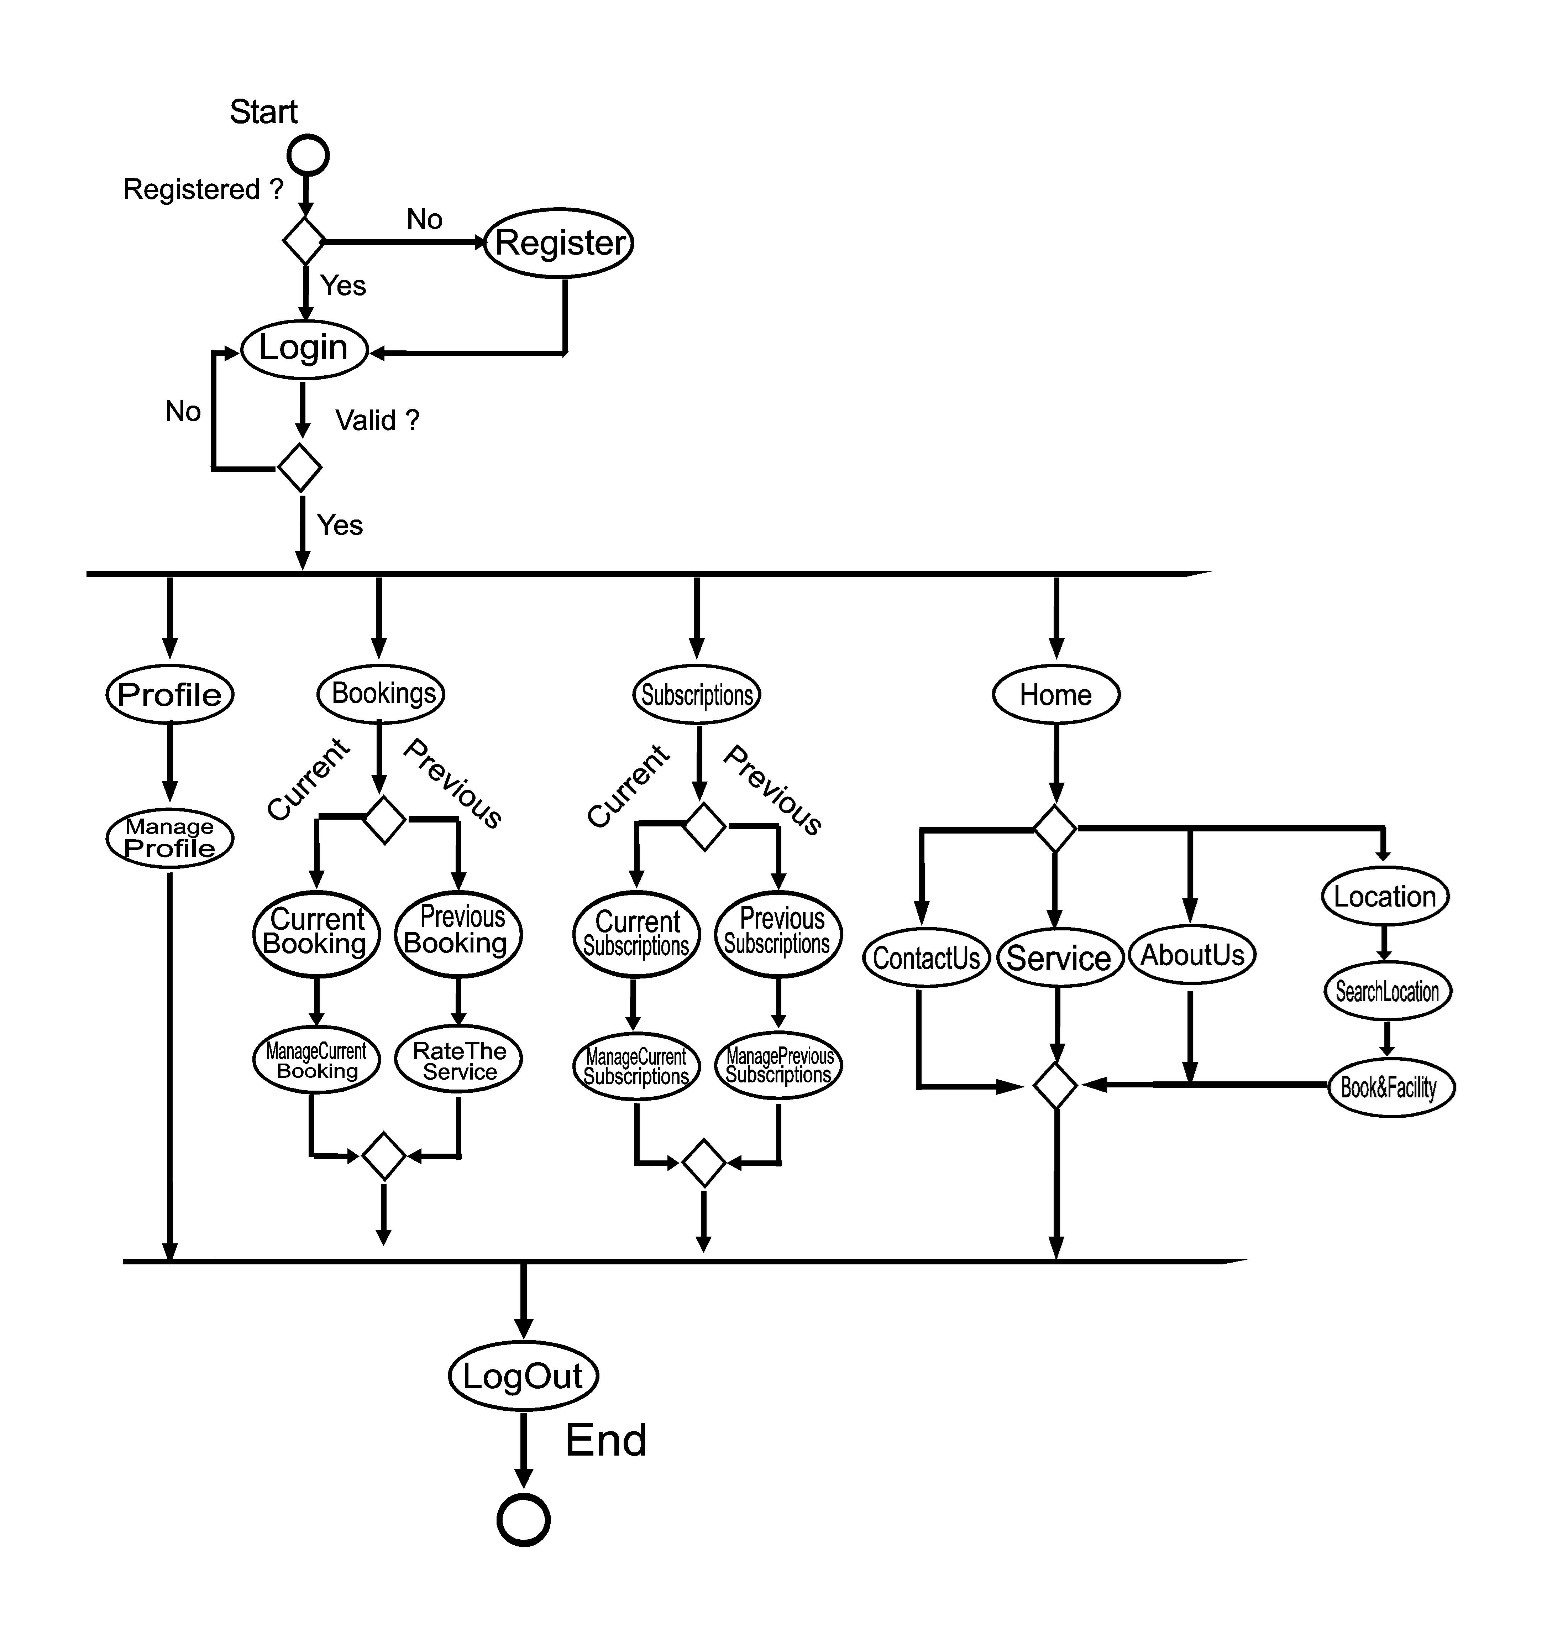 Start
Registered ?
No
Register
Yes
Login
No
Valid ?
Yes
Profile
Bookings
Subscriptions
Home
Current
Previous
Current
Previous
Manage
Profile
Location
Current
Booking
Previous
Booking
Current
Subscriptions
Previous
Subscriptions
ContactUs
Service
AboutUs
SearchLocation
ManageCurrent
Booking
RateThe
Service
ManageCurrent
Subscriptions
ManagePrevious
Subscriptions
Book&Facility
LogOut
End